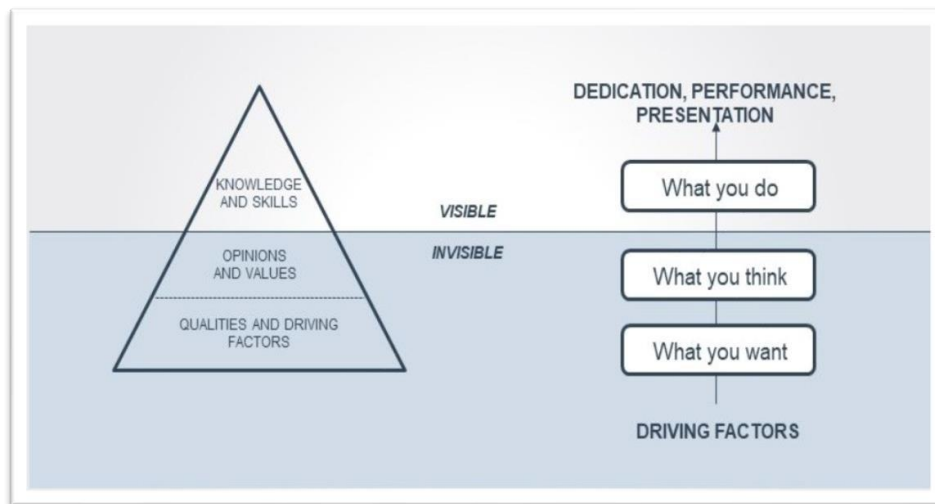 KNOWLEDGE
AND SKILLS
OPINIONS
AND VALUES
QUALITIES AND DRIVING
FACTORS
VISIBLE
INVISIBLE
DEDICATION, PERFORMANCE,
PRESENTATION
What you do
What you think
What you want
DRIVING FACTORS